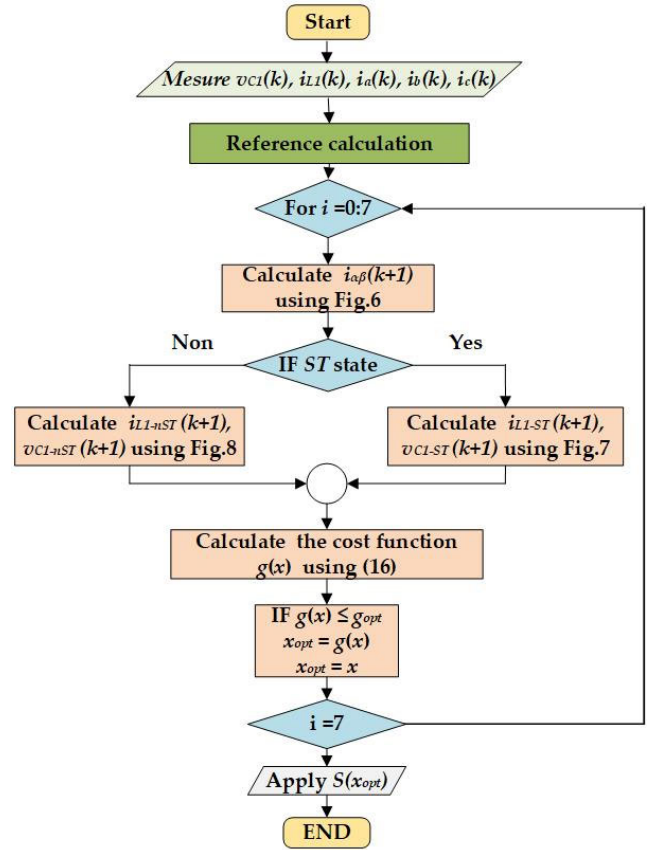 Start
Mesure vC1(k), iL1(k), ia(k), ib(k), ic(k)
Reference calculation
For i =0:7
Calculate iαβ(k+1)
using Fig.6
Non
IF ST state
Yes
Calculate iL1-nST(k+1),
vC1-nST(k+1) using Fig.8
Calculate iL1-ST(k+1),
vC1-ST(k+1) using Fig.7
Calculate the cost function
g(x) using (16)
IF g(x) ≤ gopt
xopt = g(x)
xopt = x
i =7
Apply S(xopt)
END